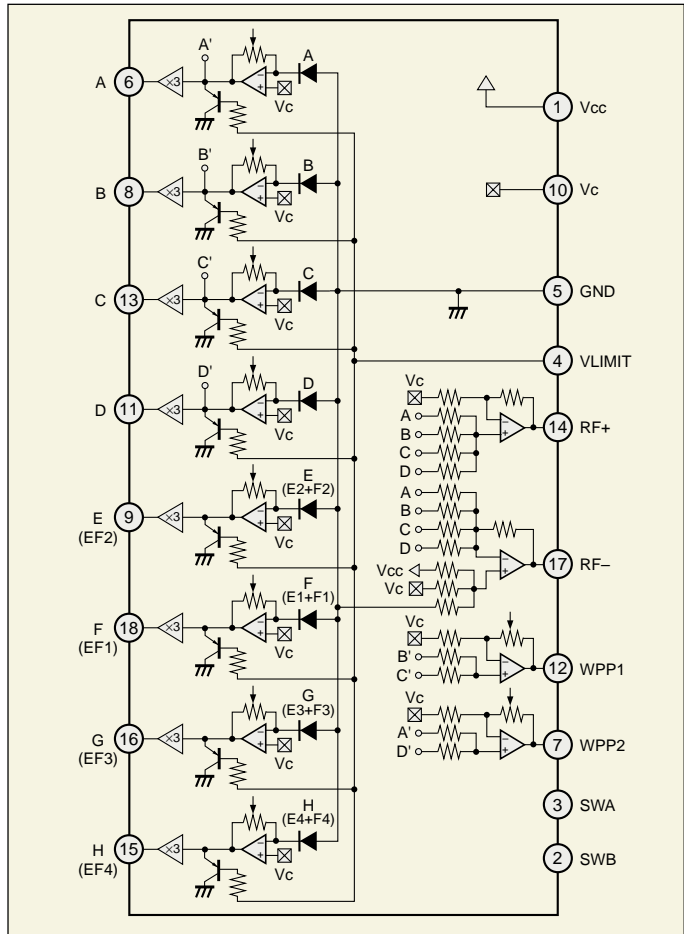 A'
A
A 6 ×3
Vc
1 Vcc
B'
B
B 8 ×3
Vc
10 Vc
C'
C
C 13 ×3
Vc
5 GND
4 VLIMIT
D'
D
D 11 ×3
Vc
Vc
A
B
C
D
14 RF+
E
(E2+F2)
E 9 ×3
(EF2)
Vc
A
B
C
D
Vcc
Vc
17 RF–
F
(E1+F1)
F 18 ×3
(EF1)
Vc
Vc
B'
C'
12 WPP1
G
(E3+F3)
G 16 ×3
(EF3)
Vc
Vc
A'
D'
7 WPP2
3 SWA
H
(E4+F4)
H 15 ×3
(EF4)
Vc
2 SWB